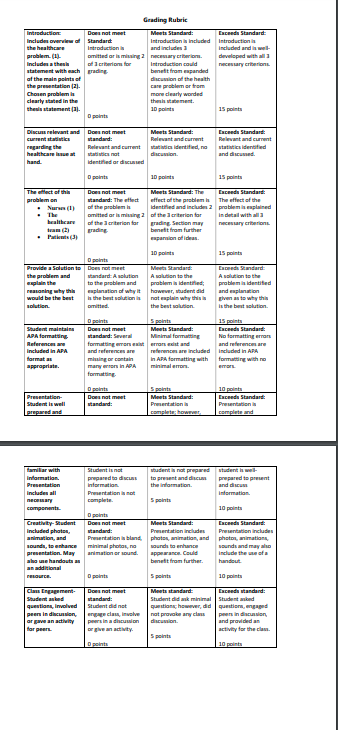 Grading Rubric
Introduction:
Includes overview of
the healthcare
problem. (1).
Includes a thesis
statement with each
of the main points of
the presentation (2).
Chosen problem is
clearly stated in the
thesis statement (3).
Does not meet
Standard:
Introduction is
omitted or is missing 2
of 3 criterions for
grading.
0 points
Meets Standard:
Introduction is included
and includes 3
necessary criterions.
Introduction could
benefit from expanded
discussion of the health
care problem or from
more clearly worded
thesis statement.
10 points
Exceeds Standard:
Introduction is
included and is well-
developed with all 3
necessary criterions.
15 points
Discuss relevant and
current statistics
regarding the
healthcare issue at
hand.
Does not meet
standard:
Relevant and current
statistics not
identified or discussed
0 points
Meets Standard:
Relevant and current
statistics identified, no
discussion.
10 points
Exceeds Standard:
Relevant and current
statistics identified
and discussed.
15 points
The effect of this
problem on
• Nurses (1)
• The
healthcare
team (2)
• Patients (3)
Does not meet
standard: The effect
of the problem is
omitted or is missing 2
of the 3 criterion for
grading.
0 points
Meets Standard: The
effect of the problem is
identified and includes 2
of the 3 criterion for
grading. Section may
benefit from further
expansion of ideas.
10 points
Exceeds Standard:
The effect of the
problem is explained
in detail with all 3
necessary criterions.
15 points
Provide a Solution to
the problem and
explain the
reasoning why this
would be the best
solution.
Does not meet
standard: A solution
to the problem and
explanation of why it
is the best solution is
omitted.
0 points
Meets Standard:
A solution to the
problem is identified;
however, student did
not explain why this is
the best solution.
5 points
Exceeds Standard:
A solution to the
problem is identified
and explanation
given as to why this
is the best solution.
15 points
Student maintains
APA formatting.
References are
included in APA
format as
appropriate.
Does not meet
standard: Several
formatting errors exist
and references are
missing or contain
many errors in APA
formatting.
0 points
Meets Standard:
Minimal formatting
errors exist and
references are included
in APA formatting with
minimal errors.
5 points
Exceeds Standard:
No formatting errors
and references are
included in APA
formatting with no
errors.
10 points
Presentation-
Student is well
prepared and
Does not meet
standard:
Meets Standard:
Presentation is
complete; however,
Exceeds Standard:
Presentation is
complete and
familiar with
information.
Presentation
includes all
necessary
components.
Student is not
prepared to discuss
information.
Presentation is not
complete.
0 points
student is not prepared
to present and discuss
the information.
5 points
student is well-
prepared to present
and discuss
information.
10 points
Creativity- Student
included photos,
animation, and
sounds, to enhance
presentation. May
also use handouts as
an additional
resource.
Does not meet
standard:
Presentation is bland,
minimal photos, no
animation or sound.
0 points
Meets Standard:
Presentation includes
photos, animation, and
sounds to enhance
appearance. Could
benefit from further.
5 points
Exceeds Standard:
Presentation includes
photos, animations,
sounds and may also
include the use of a
handout.
10 points
Class Engagement-
Student asked
questions, involved
peers in discussion,
or gave an activity
for peers.
Does not meet
standard:
Student did not
engage class, involve
peers in a discussion
or give an activity.
0 points
Meets standard:
Student did ask minimal
questions; however, did
not provoke any class
discussion.
5 points
Exceeds standard:
Student asked
questions, engaged
peers in discussion,
and provided an
activity for the class.
10 points